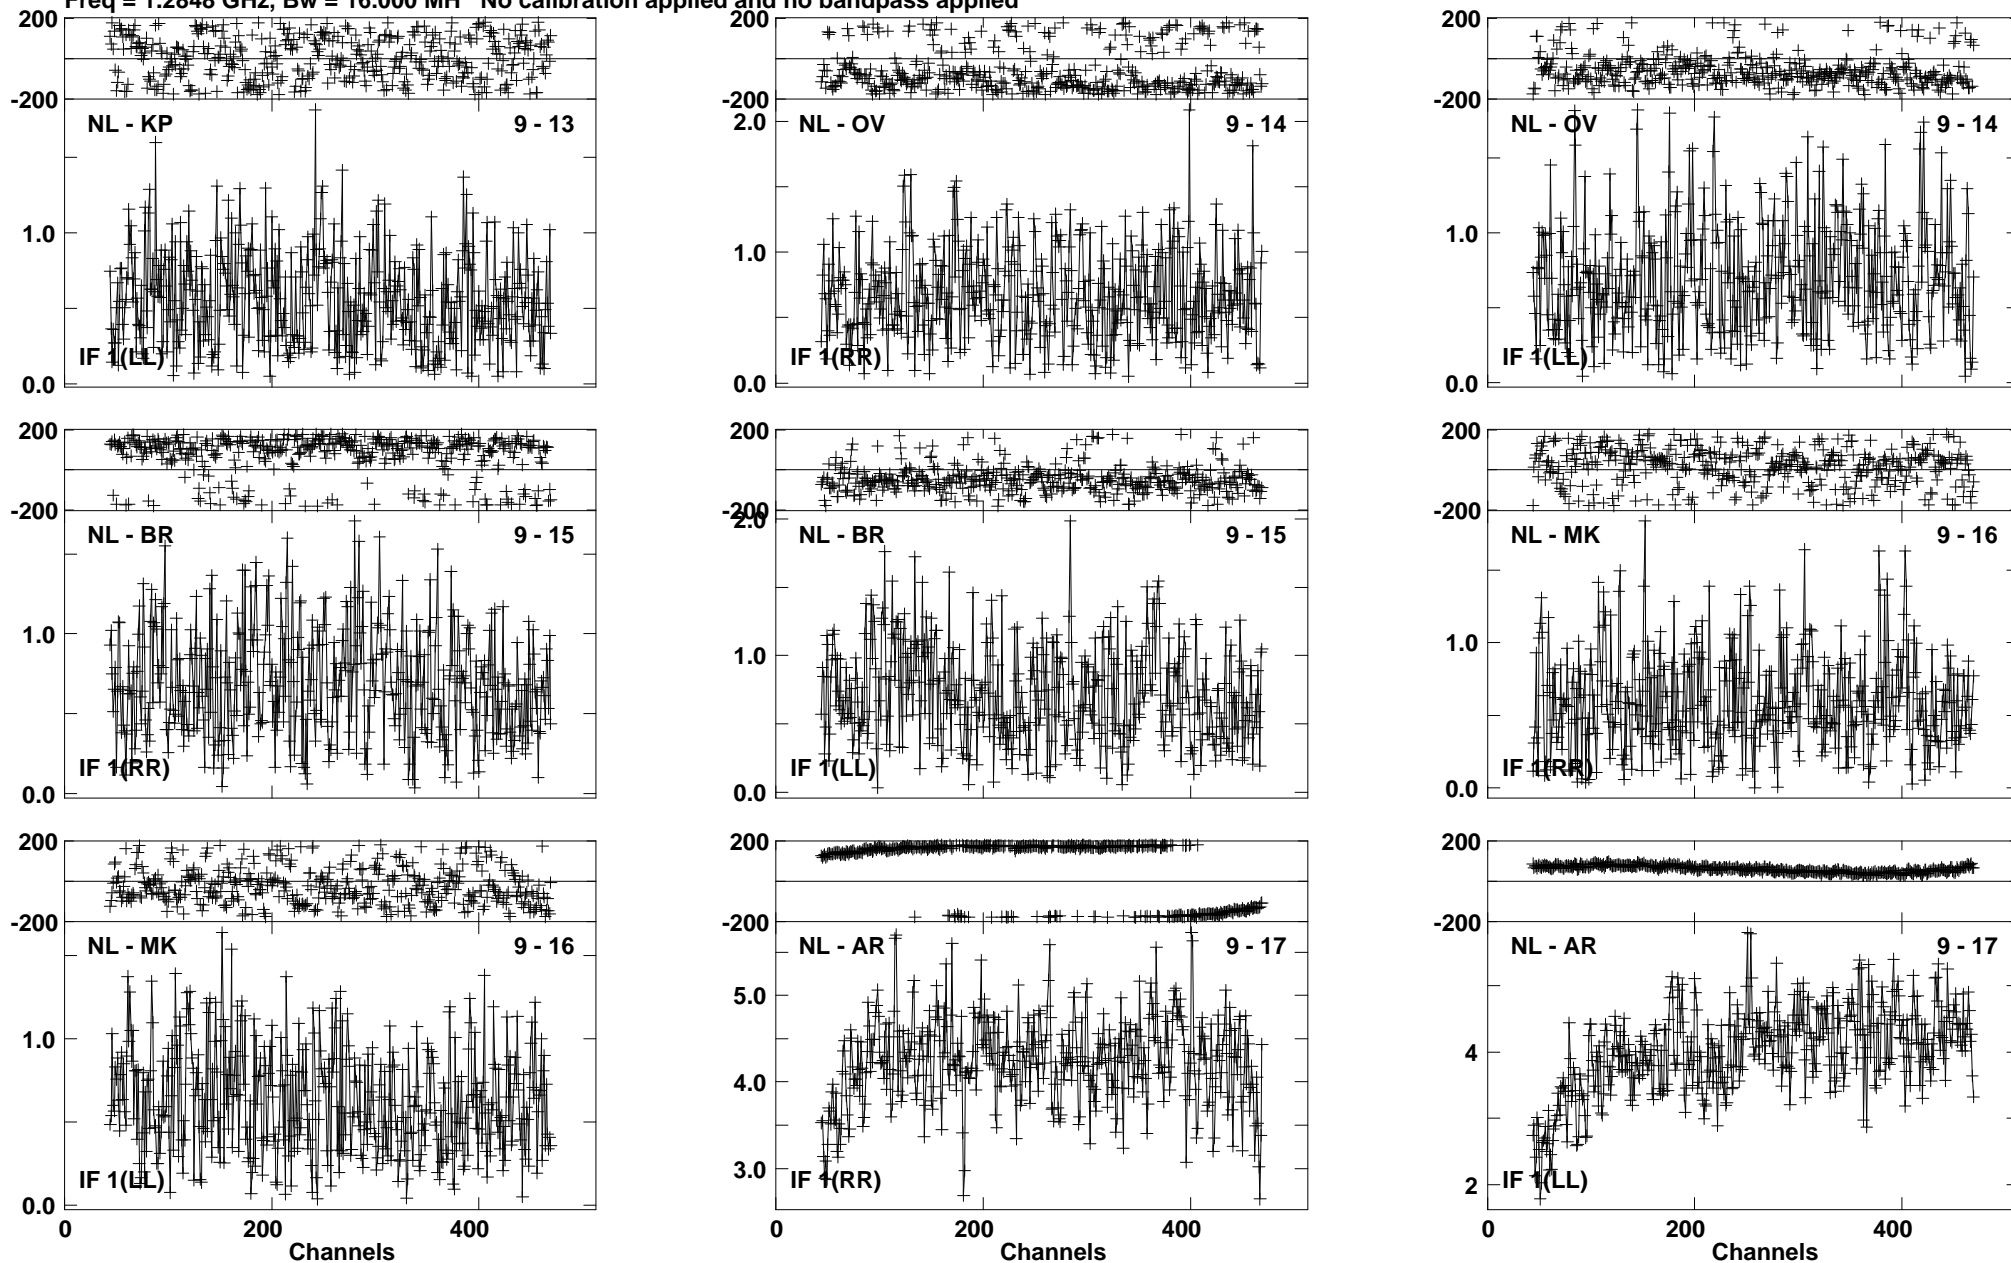 Freq = 1.2848 GHz, Bw = 16.000 MH No calibration applied and no bandpass applied
200 200 200
-200 -200 -200
NL - KP 9 - 13 NL - OV 9 - 14 NL - OV 9 - 14
2.0
1.0 1.0 1.0
IF 1(LL) IF 1(RR) IF 1(LL)
0.0 0.0 0.0
200 200 200
-200 -200 -200
2.0
NL - BR 9 - 15 NL - BR 9 - 15 NL - MK 9 - 16
1.0 1.0 1.0
IF 1(RR) IF 1(LL) IF 1(RR)
0.0 0.0 0.0
200 200 200
-200 -200 -200
NL - MK 9 - 16 NL - AR 9 - 17 NL - AR 9 - 17
5.0
1.0 4.0 4
3.0
IF 1(LL) IF 1(RR) IF 1(LL)
0.0 2
0 200 400 0 200 400 0 200 400
Channels Channels Channels